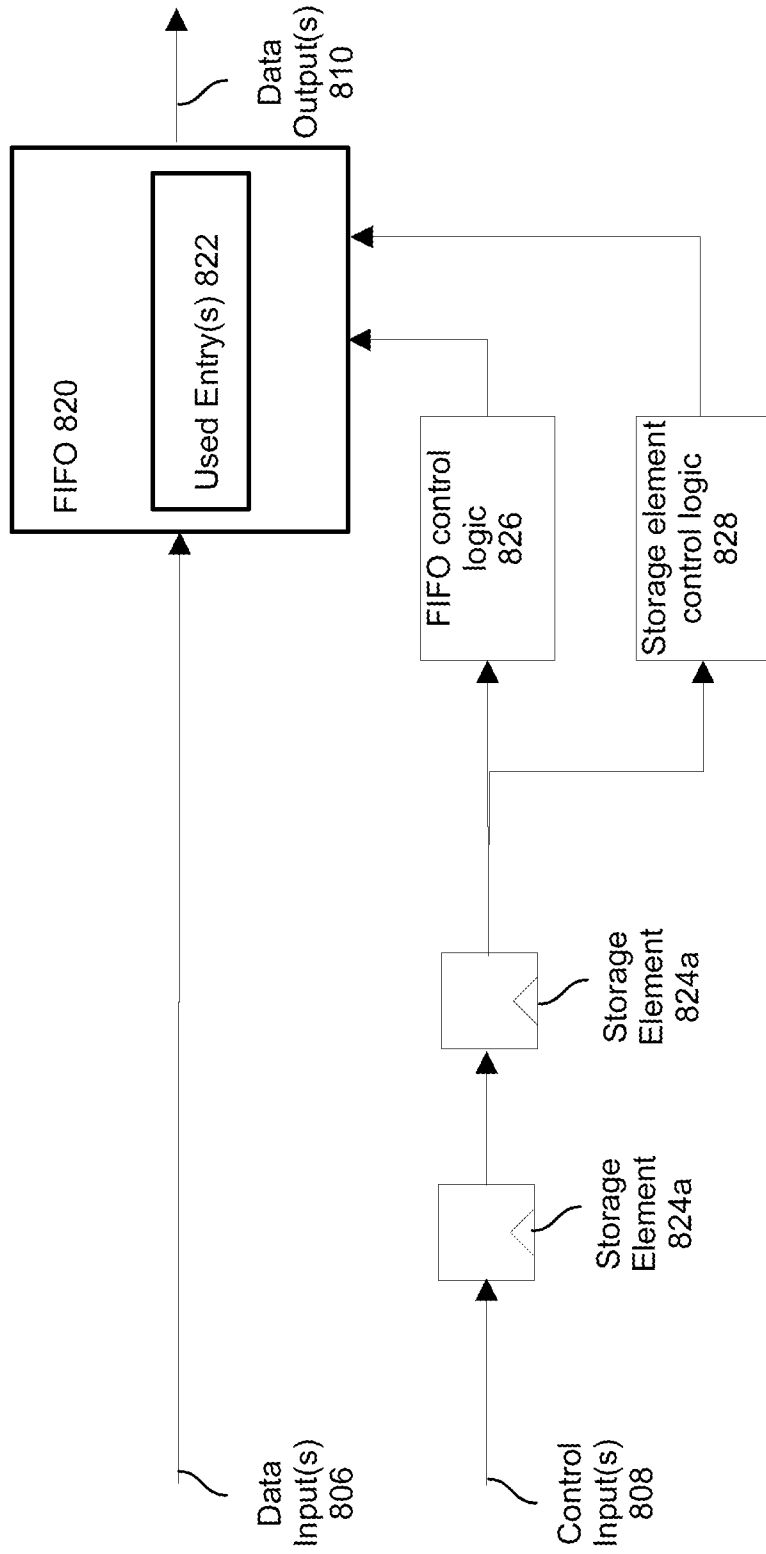 FIFO 820
Used Entry(s) 822
Data
Output(s)
810
Data
Input(s)
806
FIFO control
logic
826
Storage element
control logic
828
Control
Input(s)
808
Storage
Element
824a
Storage
Element
824a